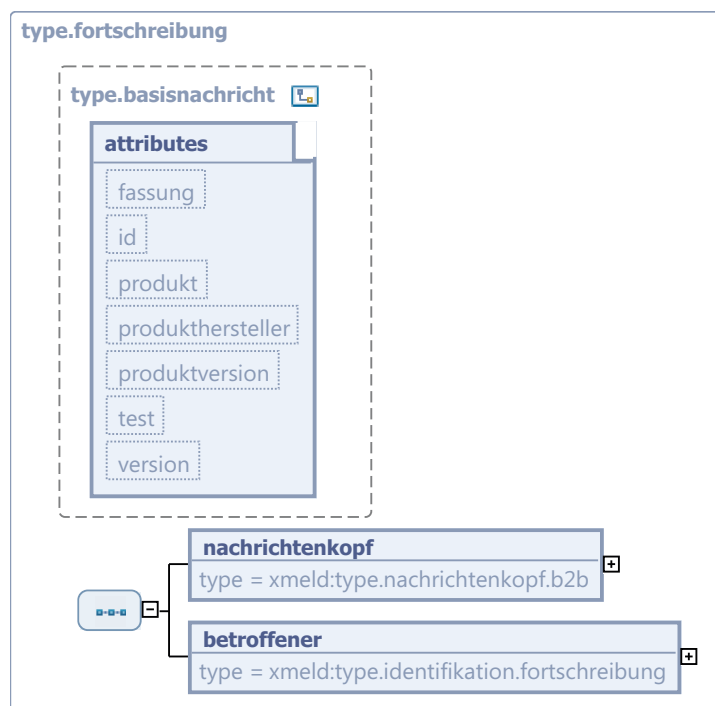 type.fortschreibung
type.basisnachricht
attributes
fassung
id
produkt
produkthersteller
produktversion
test
version
nachrichtenkopf
type = xmeld:type.nachrichtenkopf.b2b
betroffener
type = xmeld:type.identifikation.fortschreibung